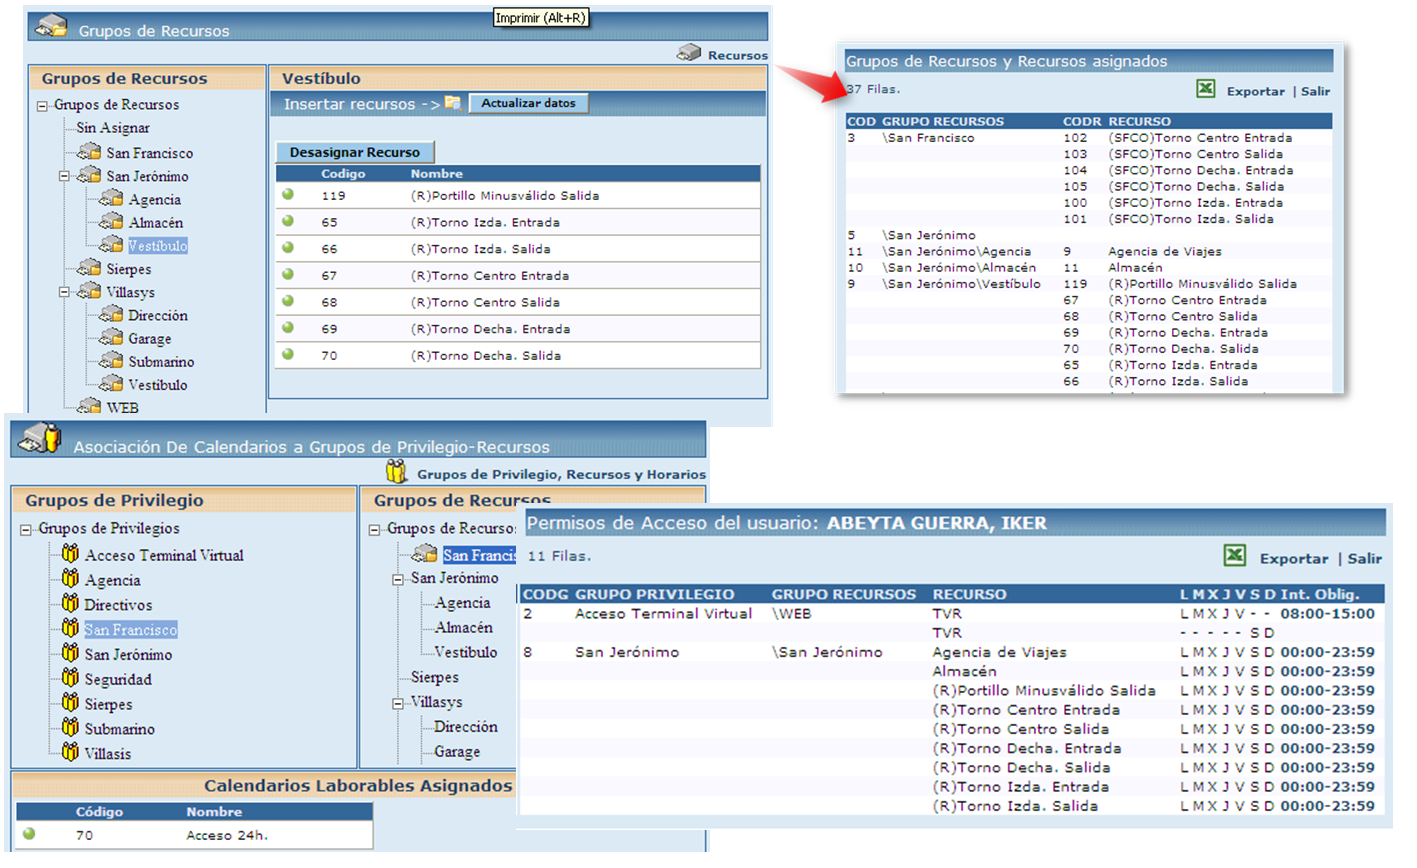 Imprimir (Alt+R)
Grupos de Recursos
Recursos
Grupos de Recursos
Grupos de Recursos
Sin Asignar
San Francisco
San Jerónimo
Agencia
Almacén
Vestíbulo
Sierpes
Villasys
Dirección
Garage
Submarino
Vestibulo
WEB
Vestíbulo
Insertar recursos -> Actualizar datos
Desasignar Recurso
Codigo Nombre
119 (R)Portillo Minusválido Salida
65 (R)Torno Izda. Entrada
66 (R)Torno Izda. Salida
67 (R)Torno Centro Entrada
68 (R)Torno Centro Salida
69 (R)Torno Decha. Entrada
70 (R)Torno Decha. Salida
Grupos de Recursos y Recursos asignados
37 Filas. Exportar | Salir
COD GRUPO RECURSOS CODR RECURSO
3 \San Francisco 102 (SFCO)Torno Centro Entrada
103 (SFCO)Torno Centro Salida
104 (SFCO)Torno Decha. Entrada
105 (SFCO)Torno Decha. Salida
100 (SFCO)Torno Izda. Entrada
101 (SFCO)Torno Izda. Salida
5 \San Jerónimo
11 \San Jerónimo\Agencia 9 Agencia de Viajes
10 \San Jerónimo\Almacén 11 Almacén
9 \San Jerónimo\Vestíbulo 119 (R)Portillo Minusválido Salida
67 (R)Torno Centro Entrada
68 (R)Torno Centro Salida
69 (R)Torno Decha. Entrada
70 (R)Torno Decha. Salida
65 (R)Torno Izda. Entrada
66 (R)Torno Izda. Salida
Asociación De Calendarios a Grupos de Privilegio-Recursos
Grupos de Privilegio, Recursos y Horarios
Grupos de Privilegio
Grupos de Privilegios
Acceso Terminal Virtual
Agencia
Directivos
San Francisco
San Jerónimo
Seguridad
Sierpes
Submarino
Villasis
Grupos de Recursos
Grupos de Recurso
San Francis
San Jerónimo
Agencia
Almacén
Vestíbulo
Sierpes
Villasys
Dirección
Garage
Calendarios Laborables Asignados
Código Nombre
70 Acceso 24h.
Permisos de Acceso del usuario: ABEYTA GUERRA, IKER
11 Filas. Exportar | Salir
CODG GRUPO PRIVILEGIO GRUPO RECURSOS RECURSO L M X J V S D Int. Oblig.
2 Acceso Terminal Virtual \WEB TVR L M X J V - - 08:00-15:00
TVR - - - - - S D
8 San Jerónimo \San Jerónimo Agencia de Viajes L M X J V S D 00:00-23:59
Almacén L M X J V S D 00:00-23:59
(R)Portillo Minusválido Salida L M X J V S D 00:00-23:59
(R)Torno Centro Entrada L M X J V S D 00:00-23:59
(R)Torno Centro Salida L M X J V S D 00:00-23:59
(R)Torno Decha. Entrada L M X J V S D 00:00-23:59
(R)Torno Decha. Salida L M X J V S D 00:00-23:59
(R)Torno Izda. Entrada L M X J V S D 00:00-23:59
(R)Torno Izda. Salida L M X J V S D 00:00-23:59